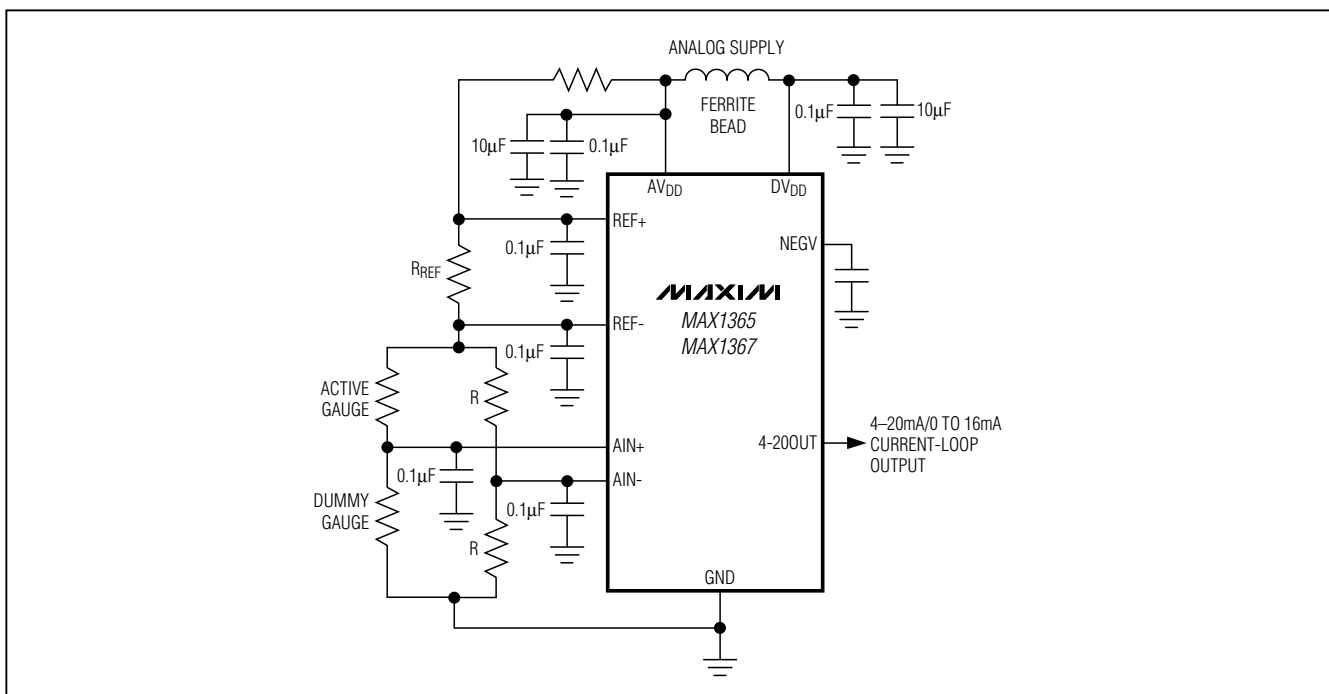 ANALOG SUPPLY
FERRITE
BEAD
0.1µF
10µF
10µF
0.1µF
AVDD
DVDD
REF+
0.1µF
NEGV
RREF
MAXIM
MAX1365
MAX1367
REF-
0.1µF
ACTIVE
GAUGE
R
AIN+
0.1µF
4-20OUT
4–20mA/0 TO 16mA
CURRENT-LOOP
OUTPUT
AIN-
0.1µF
DUMMY
GAUGE
R
GND